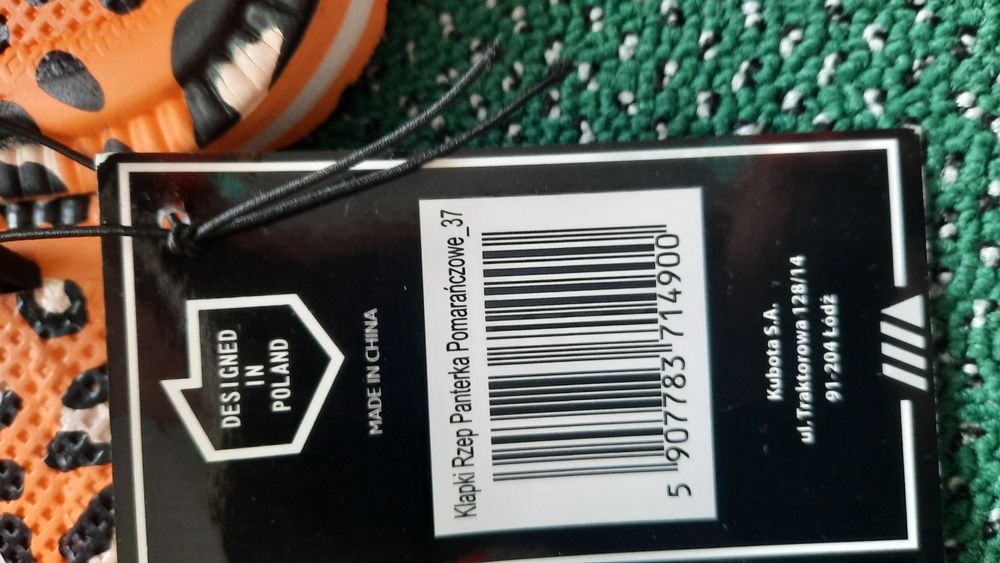 DESIGNED
IN
POLAND
MADE IN CHINA
Klapki Rzep Panterka Pomarańczowe_37
5 907783 714900
Kubota S.A.
ul. Traktorowa 128/14
91-204 Łódź